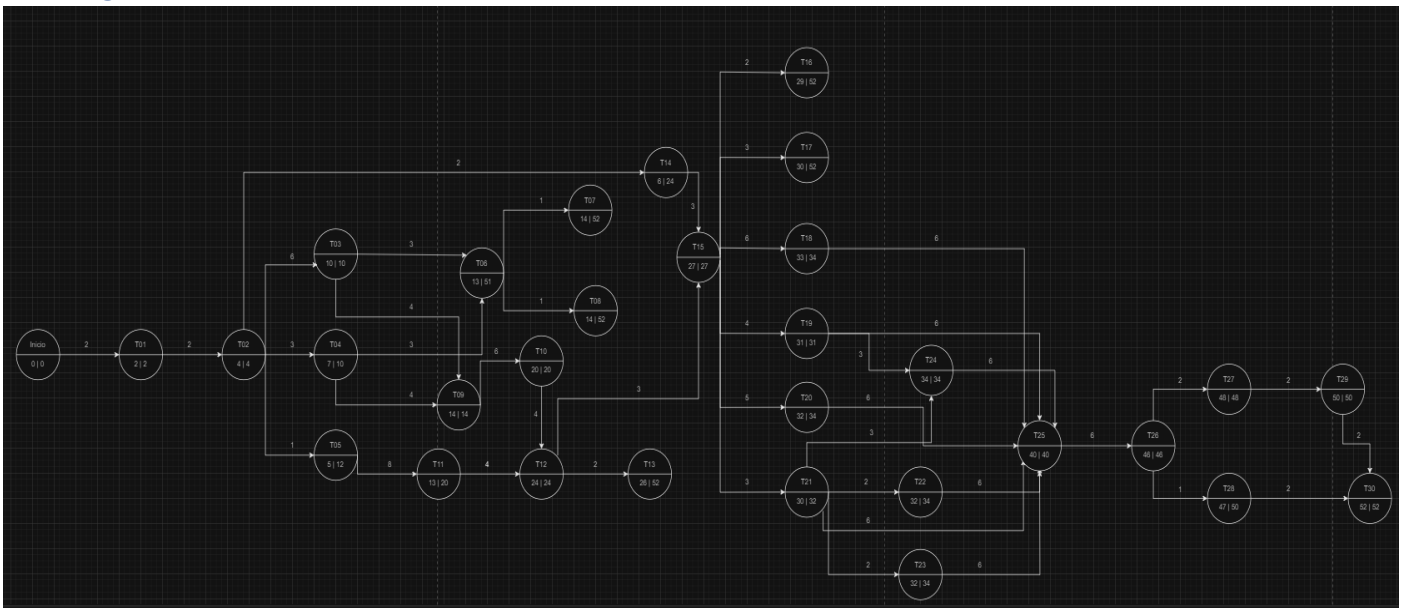 Inicio
0 | 0
2
T01
2 | 2
2
T02
4 | 4
2
6
3
1
T03
10 | 10
3
4
T04
7 | 10
3
4
T05
5 | 12
8
T06
13 | 51
1
1
T07
14 | 52
T08
14 | 52
T09
14 | 14
6
T10
20 | 20
4
T11
13 | 20
4
T12
24 | 24
3
2
T13
26 | 52
T14
6 | 24
3
T15
27 | 27
2
3
6
4
5
3
T16
29 | 52
T17
30 | 52
T18
33 | 34
6
T19
31 | 31
6
3
T20
32 | 34
6
T21
30 | 32
3
2
6
2
T22
32 | 34
6
T23
32 | 34
6
T24
34 | 34
6
T25
40 | 40
6
T26
46 | 46
2
1
T27
48 | 48
2
T28
47 | 50
2
T29
50 | 50
2
T30
52 | 52